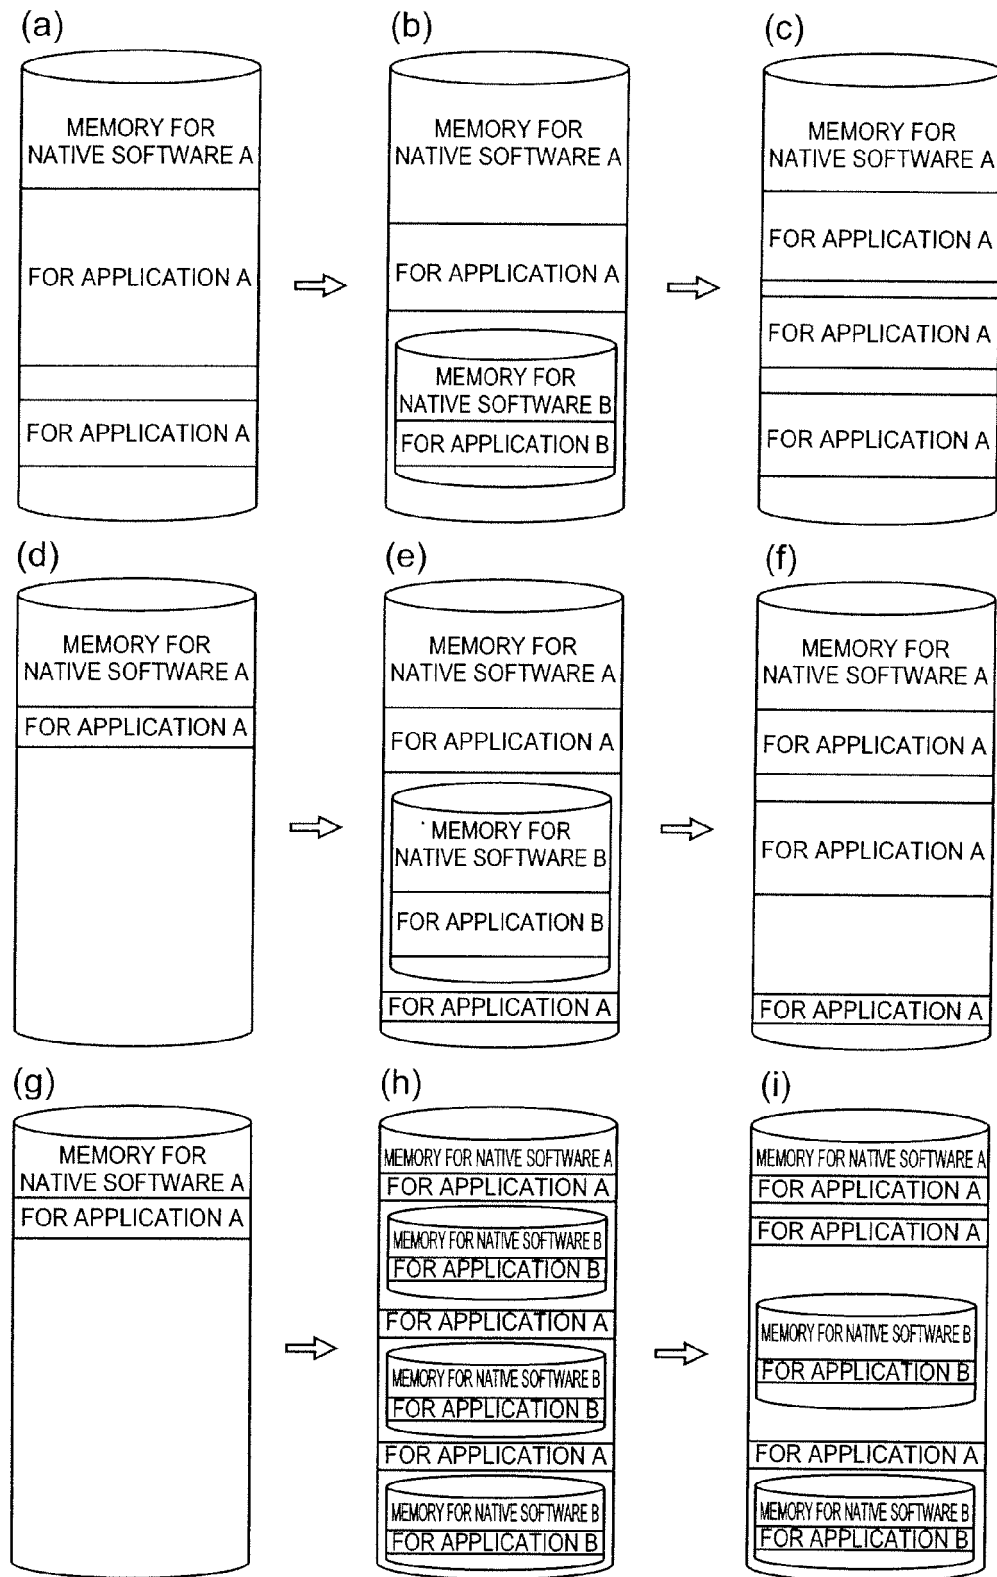 (a)
MEMORY FOR
NATIVE SOFTWARE A
FOR APPLICATION A
FOR APPLICATION A
(b)
MEMORY FOR
NATIVE SOFTWARE A
FOR APPLICATION A
MEMORY FOR
NATIVE SOFTWARE B
FOR APPLICATION B
(c)
MEMORY FOR
NATIVE SOFTWARE A
FOR APPLICATION A
FOR APPLICATION A
FOR APPLICATION A
(d)
MEMORY FOR
NATIVE SOFTWARE A
FOR APPLICATION A
(e)
MEMORY FOR
NATIVE SOFTWARE A
FOR APPLICATION A
MEMORY FOR
NATIVE SOFTWARE B
FOR APPLICATION B
FOR APPLICATION A
(f)
MEMORY FOR
NATIVE SOFTWARE A
FOR APPLICATION A
FOR APPLICATION A
FOR APPLICATION A
(g)
MEMORY FOR
NATIVE SOFTWARE A
FOR APPLICATION A
(h)
MEMORY FOR NATIVE SOFTWARE A
FOR APPLICATION A
MEMORY FOR NATIVE SOFTWARE B
FOR APPLICATION B
FOR APPLICATION A
MEMORY FOR NATIVE SOFTWARE B
FOR APPLICATION B
FOR APPLICATION A
MEMORY FOR NATIVE SOFTWARE B
FOR APPLICATION B
(i)
MEMORY FOR NATIVE SOFTWARE A
FOR APPLICATION A
FOR APPLICATION A
MEMORY FOR NATIVE SOFTWARE B
FOR APPLICATION B
FOR APPLICATION A
MEMORY FOR NATIVE SOFTWARE B
FOR APPLICATION B